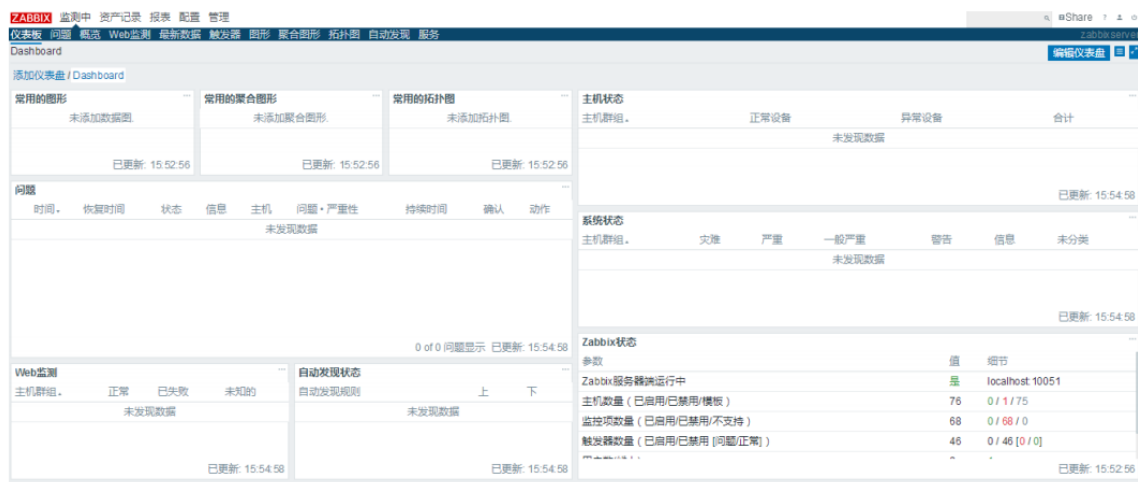 ZABBIX 监测中 资产记录 报表 配置 管理 Share ?
仪表板 问题 概览 Web监测 最新数据 触发器 图形 聚合图形 拓扑图 自动发现 服务 zabbixserver
Dashboard 编辑仪表盘
添加仪表盘 / Dashboard
常用的图形 ...
未添加数据图.
已更新: 15:52:56
常用的聚合图形 ...
未添加聚合图形.
已更新: 15:52:56
常用的拓扑图 ...
未添加拓扑图.
已更新: 15:52:56
主机状态 ...
主机群组 正常设备 异常设备 合计
未发现数据
已更新: 15:54:58
问题 ...
时间 恢复时间 状态 信息 主机 问题・严重性 持续时间 确认 动作
未发现数据
0 of 0 问题显示 已更新: 15:54:58
系统状态 ...
主机群组 灾难 严重 一般严重 警告 信息 未分类
未发现数据
已更新: 15:54:58
Web监测 ...
主机群组 正常 已失败 未知的
未发现数据
已更新: 15:54:58
自动发现状态 ...
自动发现规则 上 下
未发现数据
已更新: 15:54:58
Zabbix状态 ...
参数 值 细节
Zabbix服务器端运行中 是 localhost:10051
主机数量（已启用/已禁用/模板） 76 0 / 1 / 75
监控项数量（已启用/已禁用/不支持） 68 0 / 68 / 0
触发器数量（已启用/已禁用 [问题/正常]） 46 0 / 46 [0 / 0]
已更新: 15:52:56